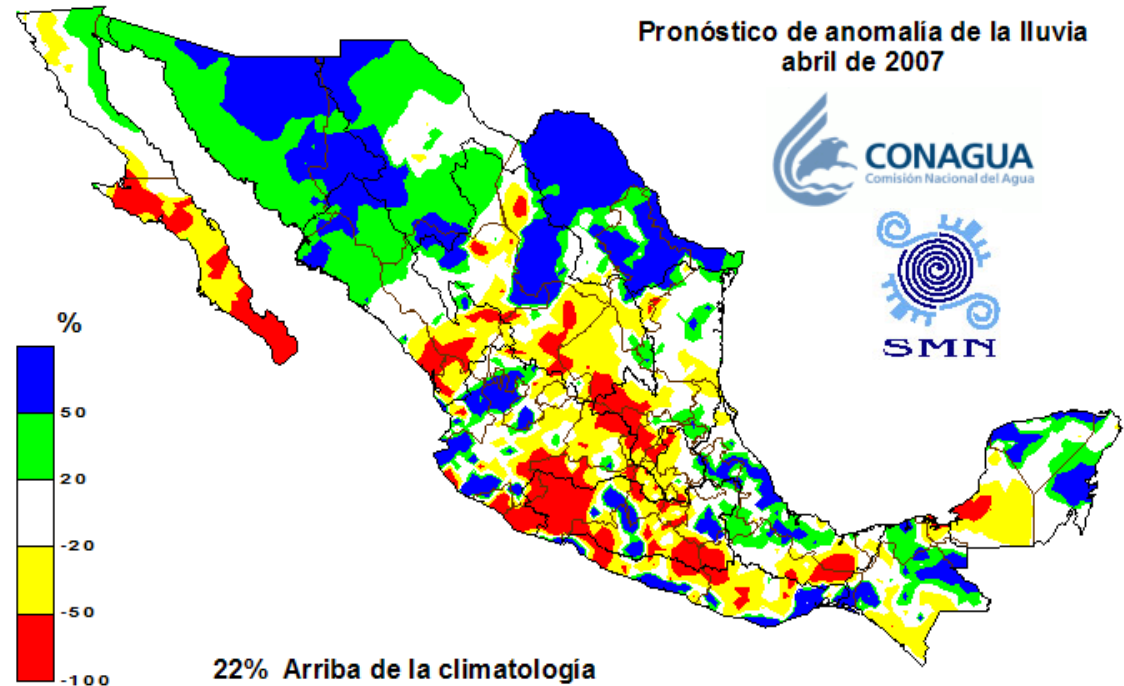 Pronóstico de anomalía de la lluvia
abril de 2007
CONAGUA
Comisión Nacional del Agua
SMN
%
50
20
-20
-50
-100
22% Arriba de la climatología